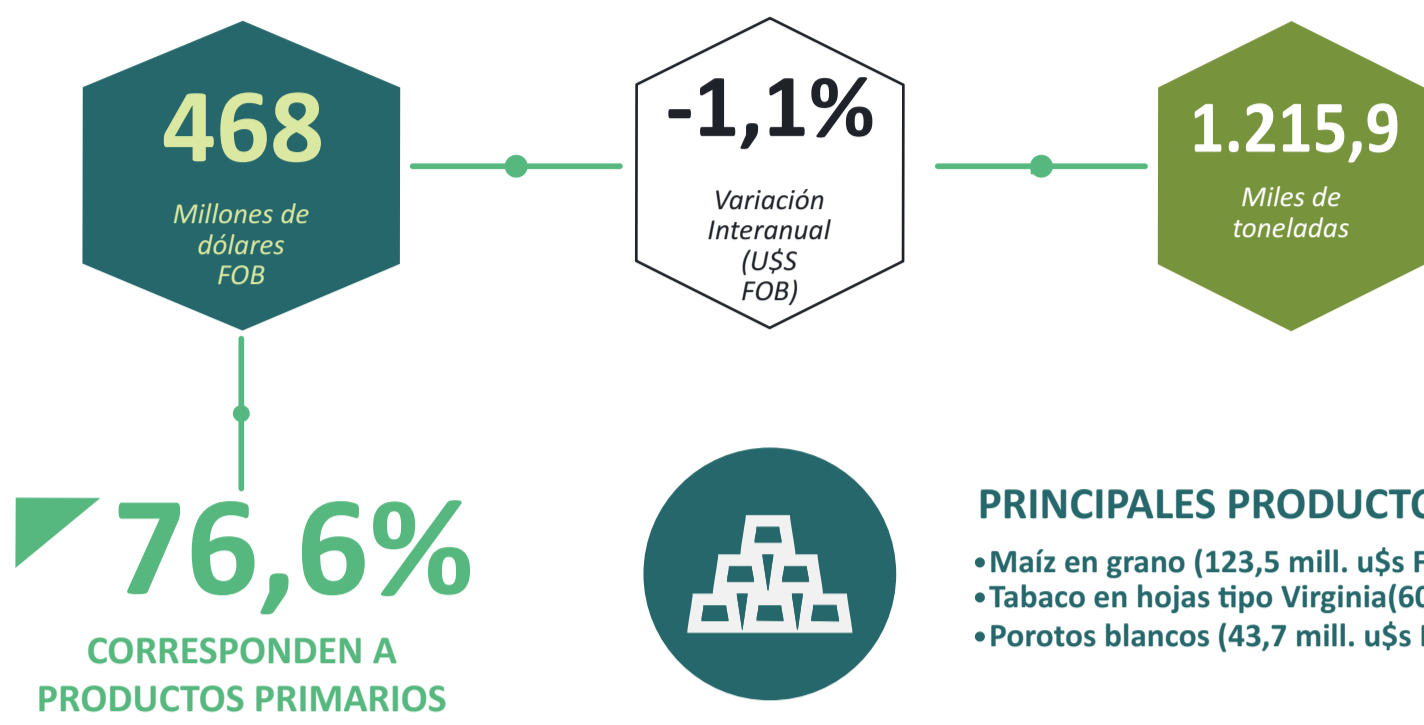 468
Millones de
dólares
FOB
-1,1%
Variación
Interanual
(U$S
FOB)
1.215,9
Miles de
toneladas
76,6%
CORRESPONDEN A
PRODUCTOS PRIMARIOS
PRINCIPALES PRODUCTO
•Maíz en grano (123,5 mill. u$s F
•Tabaco en hojas tipo Virginia(60
•Porotos blancos (43,7 mill. u$s